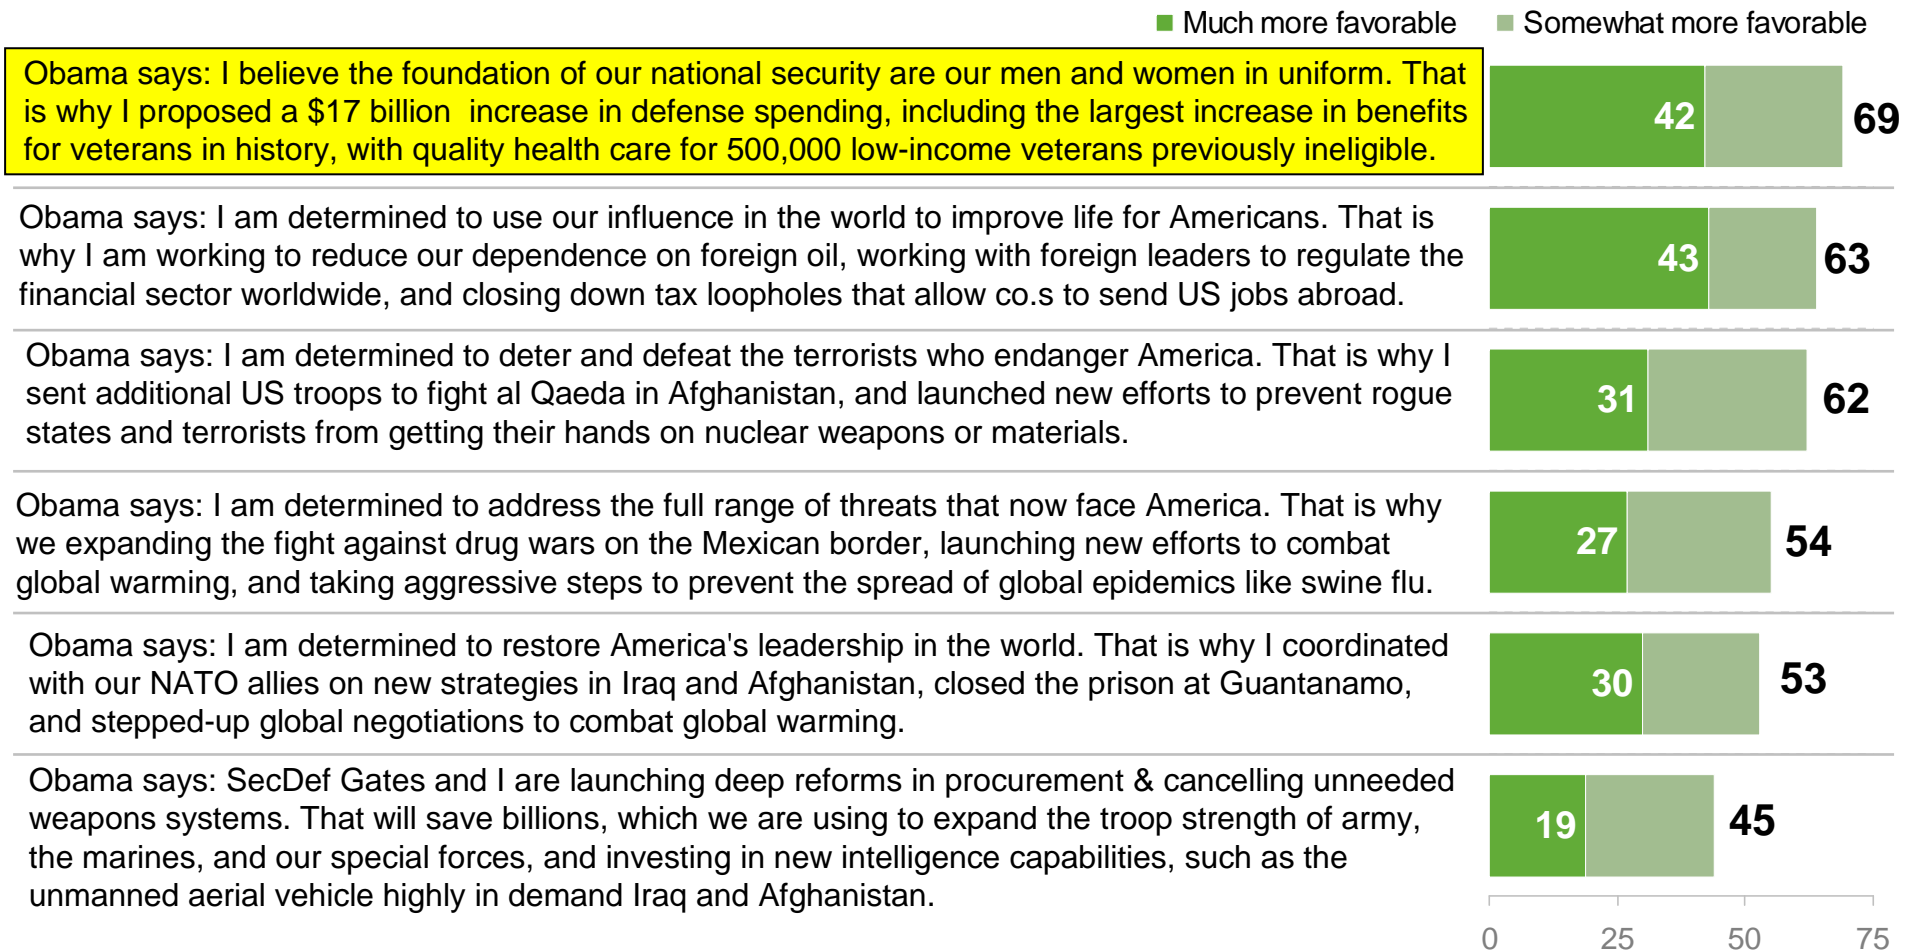 Much more favorable Somewhat more favorable
Obama says: I believe the foundation of our national security are our men and women in uniform. That
is why I proposed a $17 billion  increase in defense spending, including the largest increase in benefits
for veterans in history, with quality health care for 500,000 low-income veterans previously ineligible.
42 69
Obama says: I am determined to use our influence in the world to improve life for Americans. That is
why I am working to reduce our dependence on foreign oil, working with foreign leaders to regulate the
financial sector worldwide, and closing down tax loopholes that allow co.s to send US jobs abroad.
43 63
Obama says: I am determined to deter and defeat the terrorists who endanger America. That is why I
sent additional US troops to fight al Qaeda in Afghanistan, and launched new efforts to prevent rogue
states and terrorists from getting their hands on nuclear weapons or materials.
31 62
Obama says: I am determined to address the full range of threats that now face America. That is why
we expanding the fight against drug wars on the Mexican border, launching new efforts to combat
global warming, and taking aggressive steps to prevent the spread of global epidemics like swine flu.
27 54
Obama says: I am determined to restore America's leadership in the world. That is why I coordinated
with our NATO allies on new strategies in Iraq and Afghanistan, closed the prison at Guantanamo,
and stepped-up global negotiations to combat global warming.
30 53
Obama says: SecDef Gates and I are launching deep reforms in procurement & cancelling unneeded
weapons systems. That will save billions, which we are using to expand the troop strength of army,
the marines, and our special forces, and investing in new intelligence capabilities, such as the
unmanned aerial vehicle highly in demand Iraq and Afghanistan.
19 45
0 25 50 75